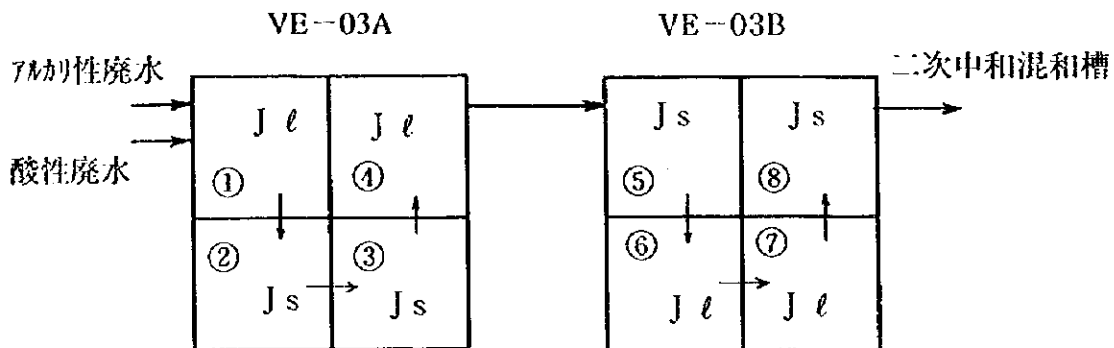 VE-03A
VE-03B
アルカリ性廃水
酸性廃水
二次中和混和槽
J ℓ
J ℓ
①
④
②
③
J s
J s
J s
J s
⑤
⑧
⑥
⑦
J ℓ
J ℓ